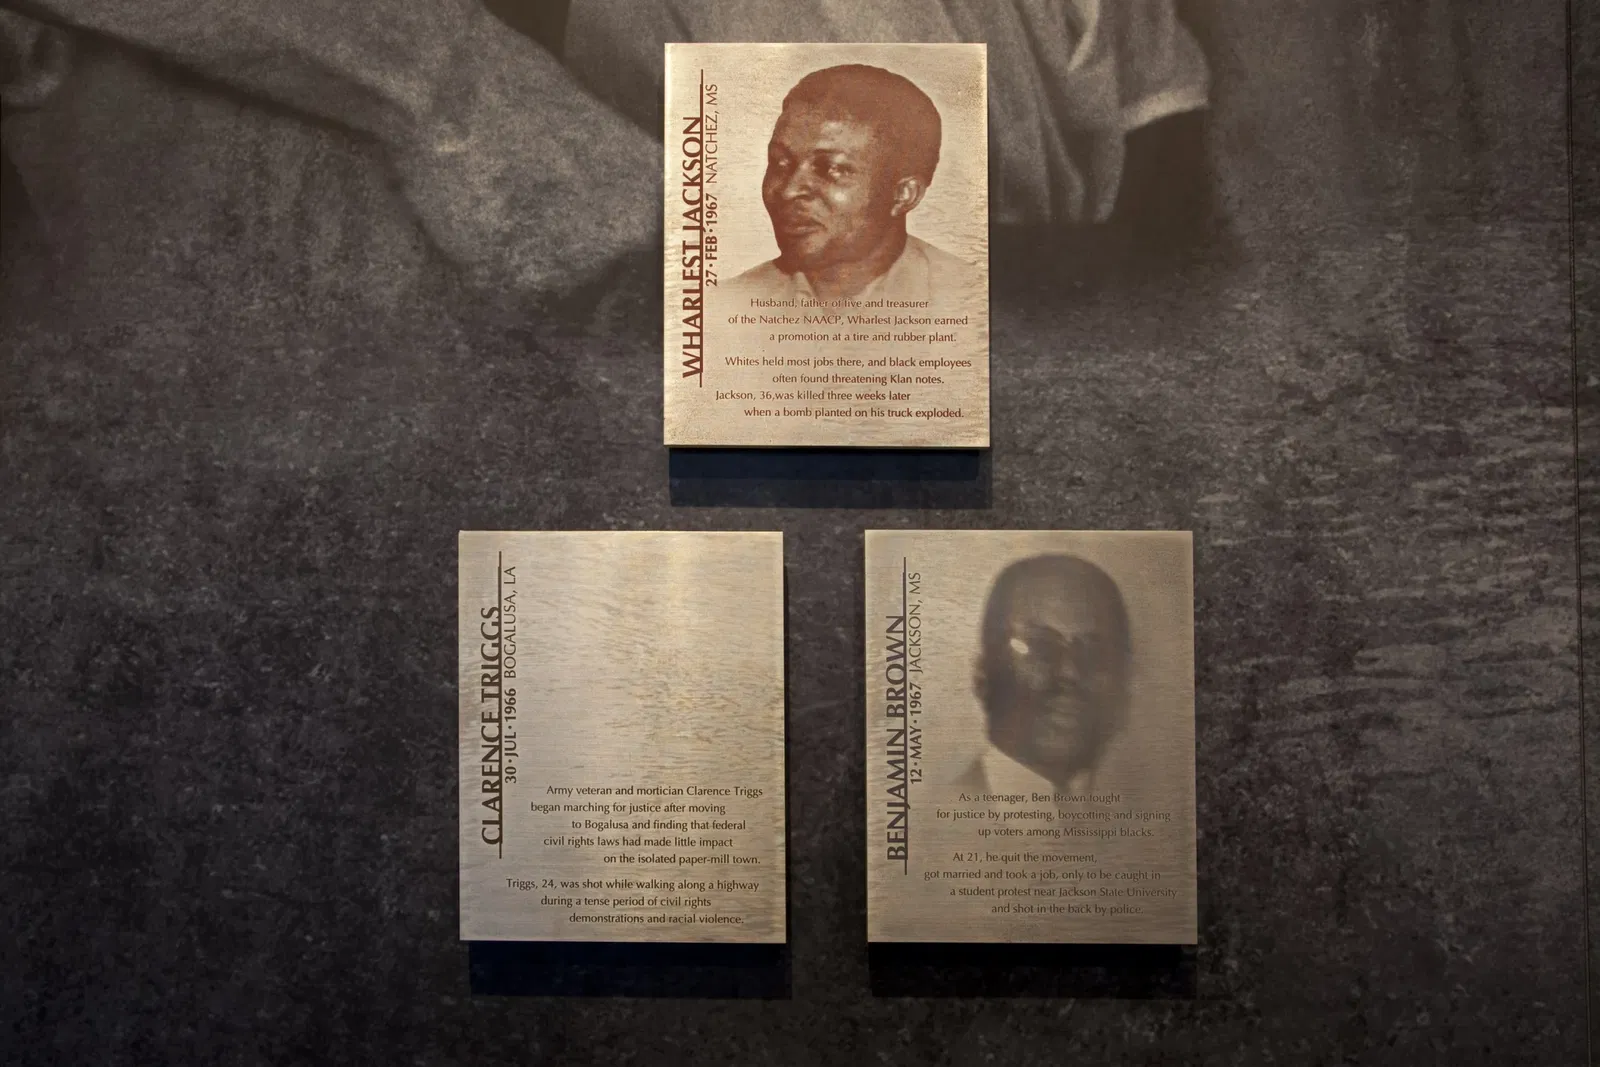 WHARLEST JACKSON
27 · FEB · 1967 NATCHEZ, MS
Husband, father of five and treasurer
of the Natchez NAACP, Wharlest Jackson earned
a promotion at a tire and rubber plant.
Whites held most jobs there, and black employees
often found threatening Klan notes.
Jackson, 36,was killed three weeks later
when a bomb planted on his truck exploded.
CLARENCE TRIGGS
30 · JUL · 1966 BOGALUSA, LA
Army veteran and mortician Clarence Triggs
began marching for justice after moving
to Bogalusa and finding that federal
civil rights laws had made little impact
on the isolated paper-mill town.
Triggs, 24, was shot while walking along a highway
during a tense period of civil rights
demonstrations and racial violence.
BENJAMIN BROWN
12 · MAY · 1967 JACKSON, MS
As a teenager, Ben Brown fought
for justice by protesting, boycotting and signing
up voters among Mississippi blacks.
At 21, he quit the movement,
got married and took a job, only to be caught in
a student protest near Jackson State University
and shot in the back by police.